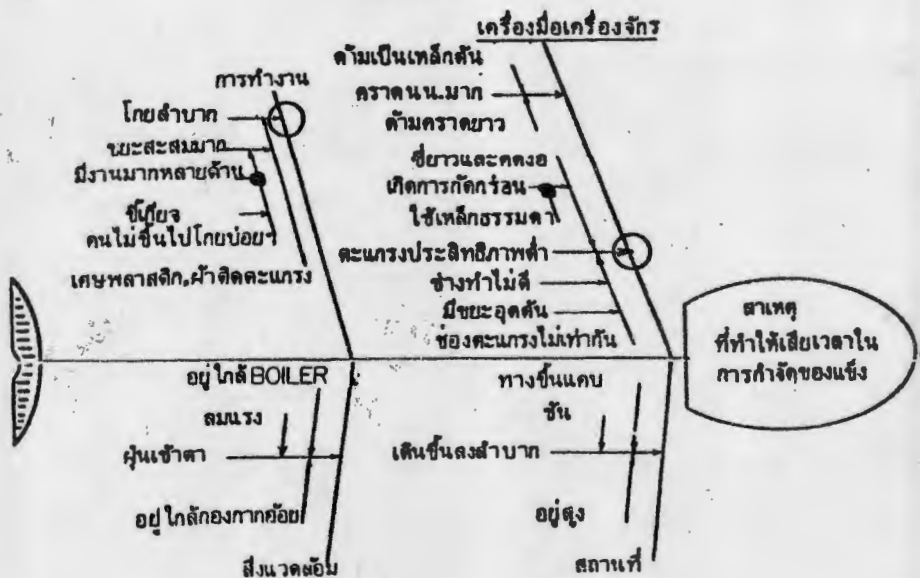 เครื่องมือเครื่องจักร
ด้ามเป็นเหล็กตัน
การทำงาน
คราดนน.มาก
โกยลำบาก
ด้ามคราดยาว
ขยะสะสมมาก
ซี่ยาวและคดงอ
มีงานมากหลายด้าน
เกิดการกัดกร่อน
ใช้เหล็กธรรมดา
ขี้เกียจ
คนไม่ขึ้นไปโกยบ่อยๆ
ตะแกรงประสิทธิภาพต่ำ
เศษพลาสติก,ผ้าติดตะแกรง
ช่างทำไม่ดี
มีขยะอุดตัน
ช่องตะแกรงไม่เท่ากัน
สาเหตุ
ที่ทำให้เสียเวลาใน
การกำจัดของแข็ง
อยู่ใกล้BOILER
ทางขึ้นแคบ
ลมแรง
ชัน
ฝุ่นเข้าตา
เดินขึ้นลงลำบาก
อยู่ใกล้กองกากอ้อย
อยู่สูง
สิ่งแวดล้อม
สถานที่